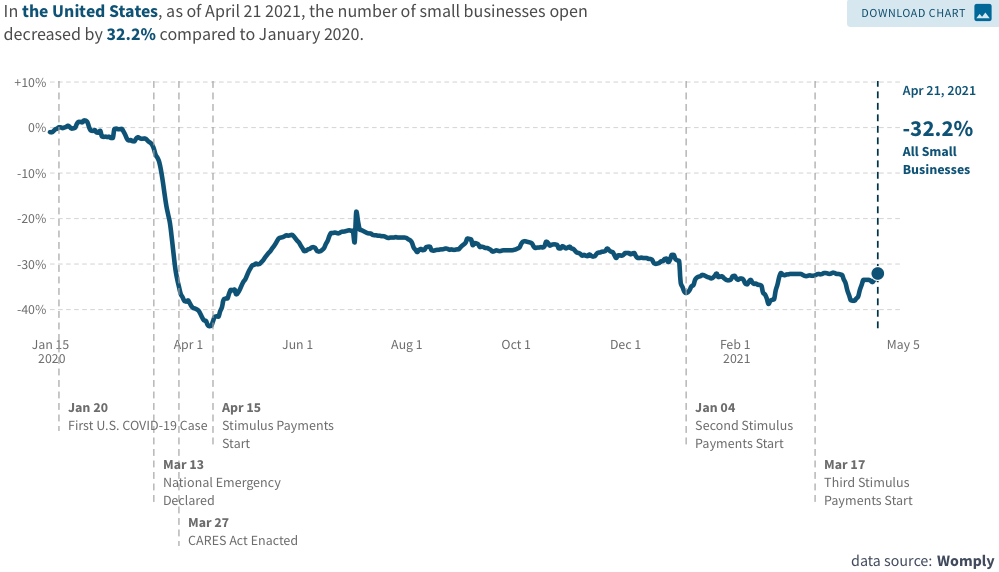 In the United States, as of April 21 2021, the number of small businesses open
decreased by 32.2% compared to January 2020.
DOWNLOAD CHART
+10%
0%
-10%
-20%
-30%
-40%
Apr 21, 2021
-32.2%
All Small
Businesses
Jan 15
2020
Apr 1
Jun 1
Aug 1
Oct 1
Dec 1
Feb 1
2021
May 5
Jan 20
First U.S. COVID-19 Case
Apr 15
Stimulus Payments
Start
Jan 04
Second Stimulus
Payments Start
Mar 13
National Emergency
Declared
Mar 17
Third Stimulus
Payments Start
Mar 27
CARES Act Enacted
data source: Womply